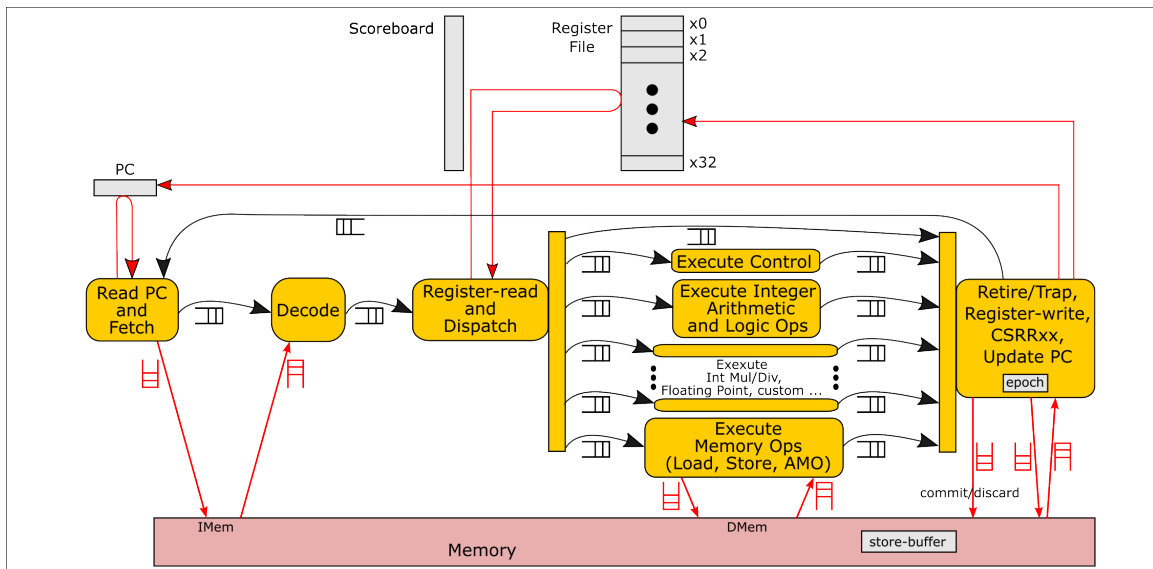 Scoreboard
Register
File
x0
x1
x2
x32
PC
Read PC
and
Fetch
Decode
Register-read
and
Dispatch
Execute Control
Execute Integer
Arithmetic
and Logic Ops
Exexute
Int Mul/Div,
Floating Point, custom ...
Execute
Memory Ops
(Load, Store, AMO)
Retire/Trap,
Register-write,
CSRRxx,
Update PC
epoch
commit/discard
IMem
DMem
store-buffer
Memory